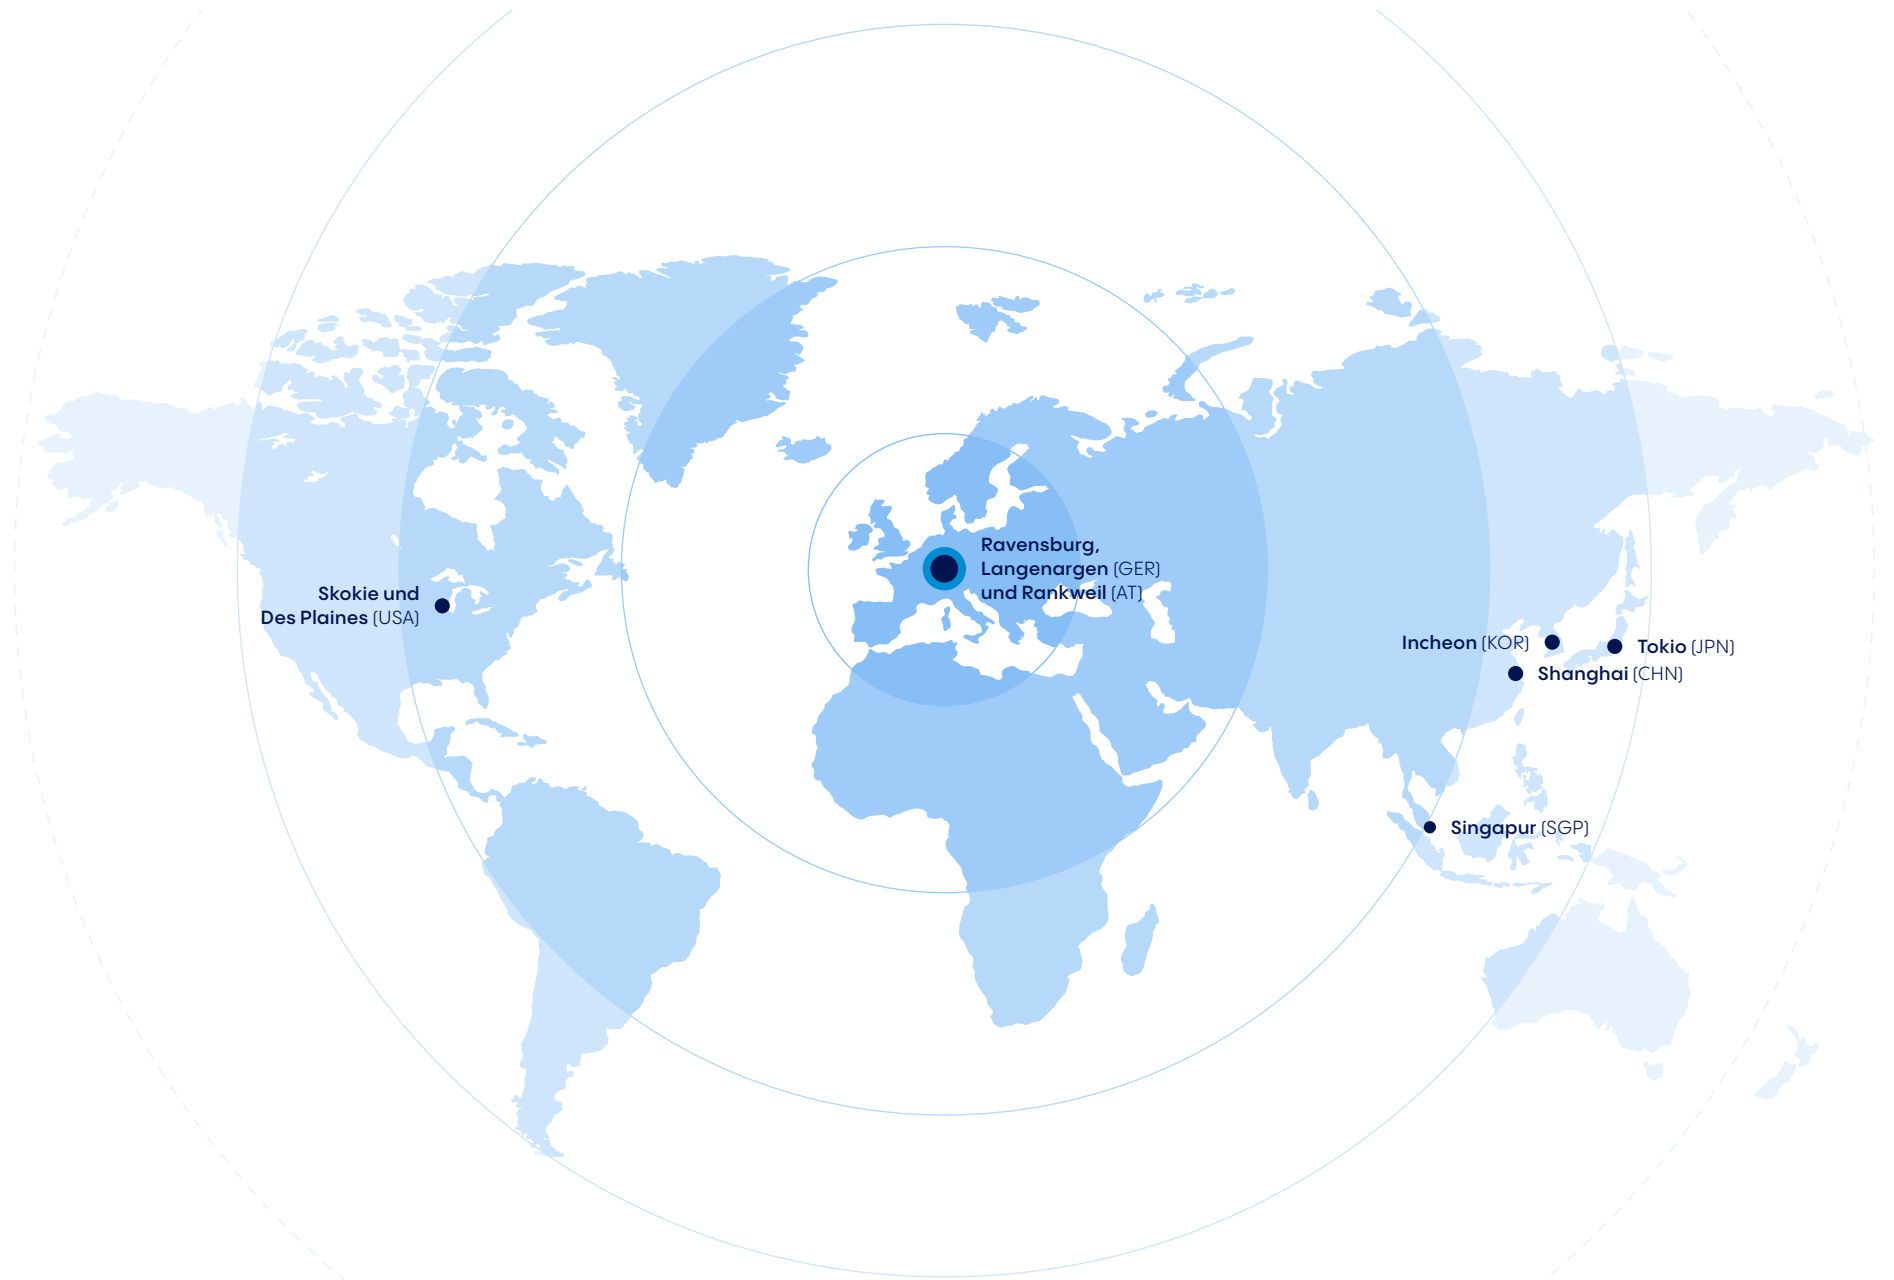 Ravensburg,
Langenargen (GER)
und Rankweil (AT)
Skokie und
Des Plaines (USA)
Incheon (KOR)
Tokio (JPN)
Shanghai (CHN)
Singapur (SGP)